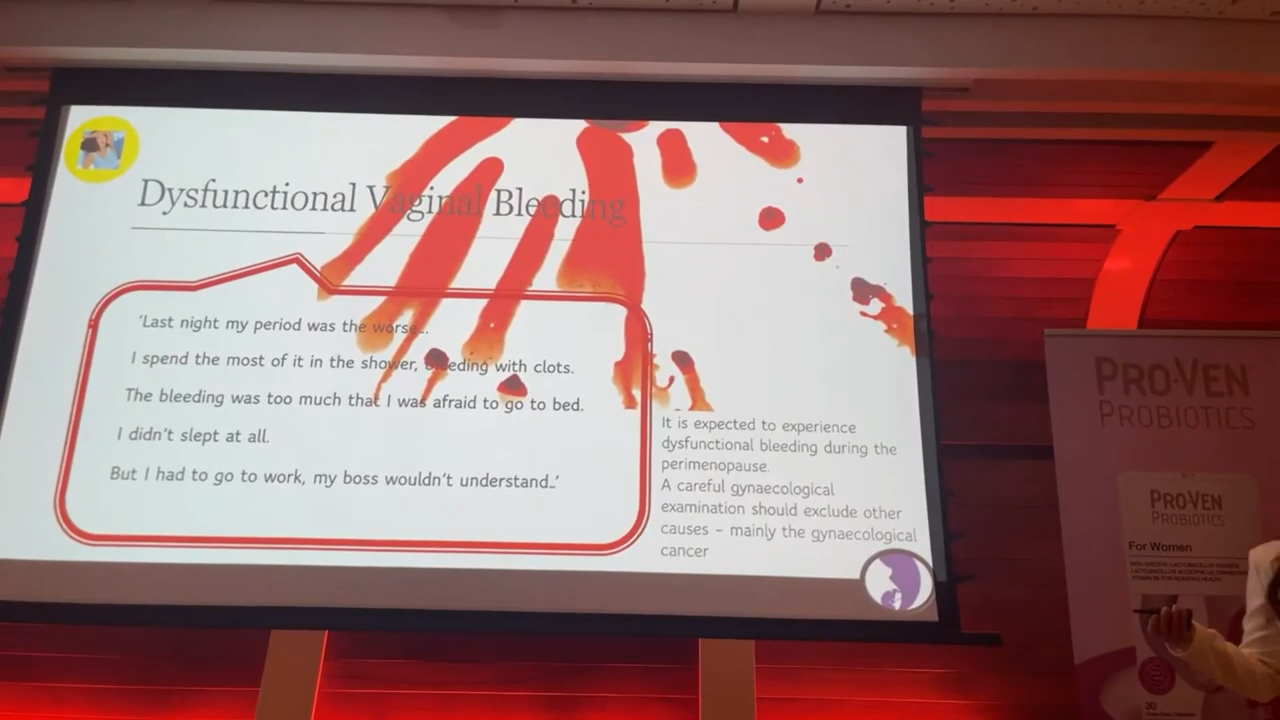 Dysfunctional Vaginal Bleeding
'Last night my period was the worse...
I spend the most of it in the shower, bleeding with clots.
The bleeding was too much that I was afraid to go to bed.
I didn't slept at all.
But I had to go to work, my boss wouldn't understand..'
It is expected to experience
dysfunctional bleeding during the
perimenopause.
A careful gynaecological
examination should exclude other
causes – mainly the gynaecological
cancer
PRO-VEN
PROBIOTICS
PRO-VEN
PROBIOTICS
For Women
30